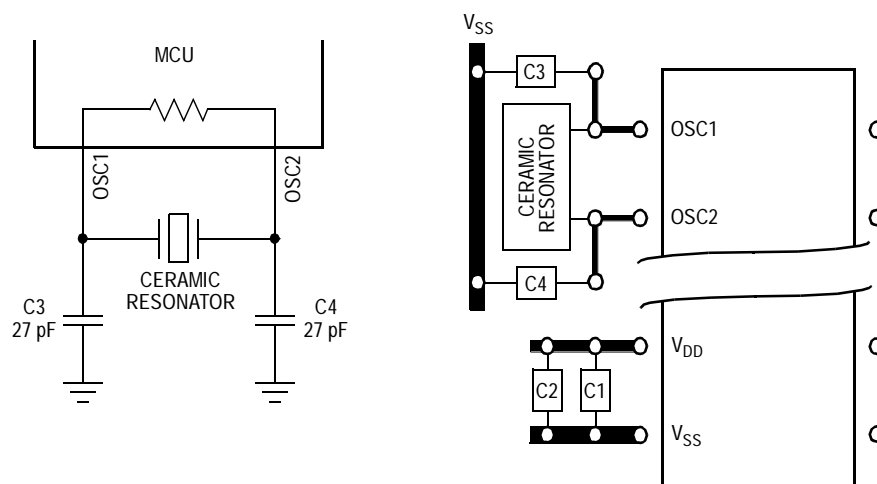 MCU
OSC1
OSC2
CERAMIC
RESONATOR
C3
27 pF
C4
27 pF
VSS
C3
CERAMIC
RESONATOR
C4
OSC1
OSC2
C2
C1
VDD
VSS